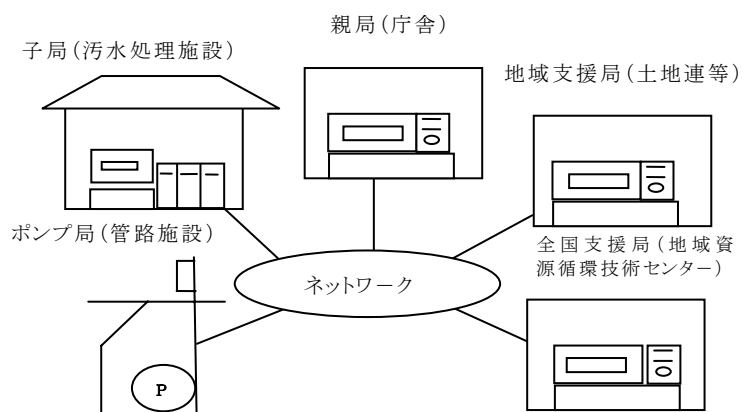 親局(庁舎)
子局(汚水処理施設)
地域支援局(土地連等)
ポンプ局(管路施設)
全国支援局(地域資
源循環技術センター)
ネットワーク
P